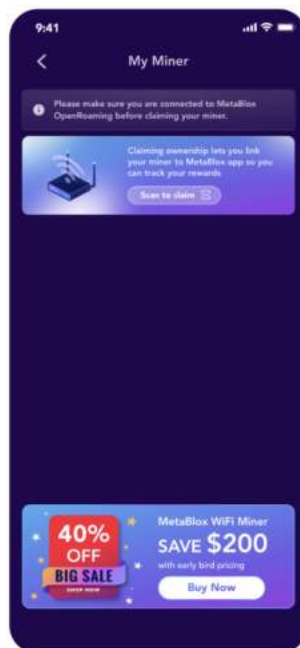 9:41
My Miner
Please make sure you are connected to MetaBlox
OpenRoaming before claiming your miner.
Claiming ownership lets you link
your miner to MetaBlox app so you
can track your rewards
Scan to claim
40%
OFF
BIG SALE
SHOP NOW
MetaBlox WiFi Miner
SAVE $200
with early bird pricing
Buy Now